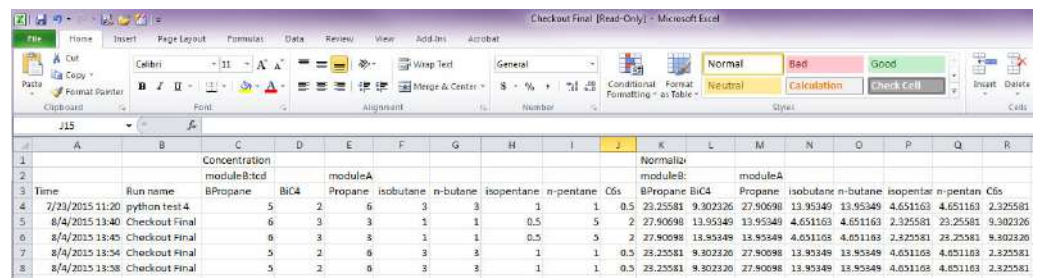 Checkout Final [Read-Only] - Microsoft Excel
File Home Insert Page Layout Formulas Data Review View Add-Ins Acrobat
Cut Calibri 11 Wrap Text General Normal Bad Good
Copy
Paste Format Painter B I U Merge & Center $ % , Conditional Formatting Format as Table Neutral Calculation Check Cell Insert Delete
Clipboard Font Alignment Number Styles Cells
J15 fx
A B C D E F G H I J K L M N O P Q R
1 Concentration Normaliz
2 moduleB:tcd moduleA moduleB: moduleA
3 Time Run name BPropane BiC4 Propane isobutane n-butane isopentane n-pentane C6s BPropane BiC4 Propane isobutane n-butane isopentar n-pentan C6s
4 7/23/2015 11:20 python test 4 5 2 6 3 3 1 1 0.5 23.25581 9.302326 27.90698 13.95349 13.95349 4.651163 4.651163 2.325581
5 8/4/2015 13:40 Checkout Final 6 3 3 1 1 0.5 5 2 27.90698 13.95349 13.95349 4.651163 4.651163 2.325581 23.25581 9.302326
6 8/4/2015 13:45 Checkout Final 6 3 3 1 1 0.5 5 2 27.90698 13.95349 13.95349 4.651163 4.651163 2.325581 23.25581 9.302326
7 8/4/2015 13:54 Checkout Final 5 2 6 3 3 1 1 0.5 23.25581 9.302326 27.90698 13.95349 13.95349 4.651163 4.651163 2.325581
8 8/4/2015 13:58 Checkout Final 5 2 6 3 3 1 1 0.5 23.25581 9.302326 27.90698 13.95349 13.95349 4.651163 4.651163 2.325581